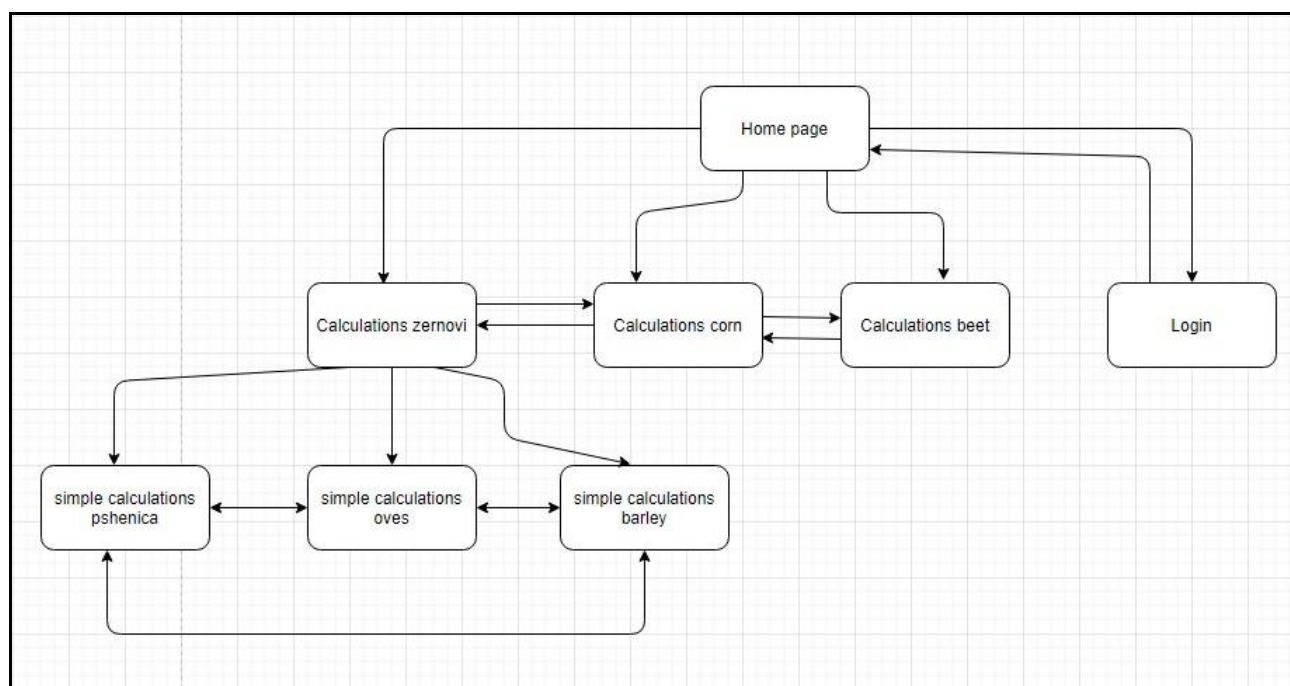 Home page
Calculations zernovi
Calculations corn
Calculations beet
Login
simple calculations
pshenica
simple calculations
oves
simple calculations
barley